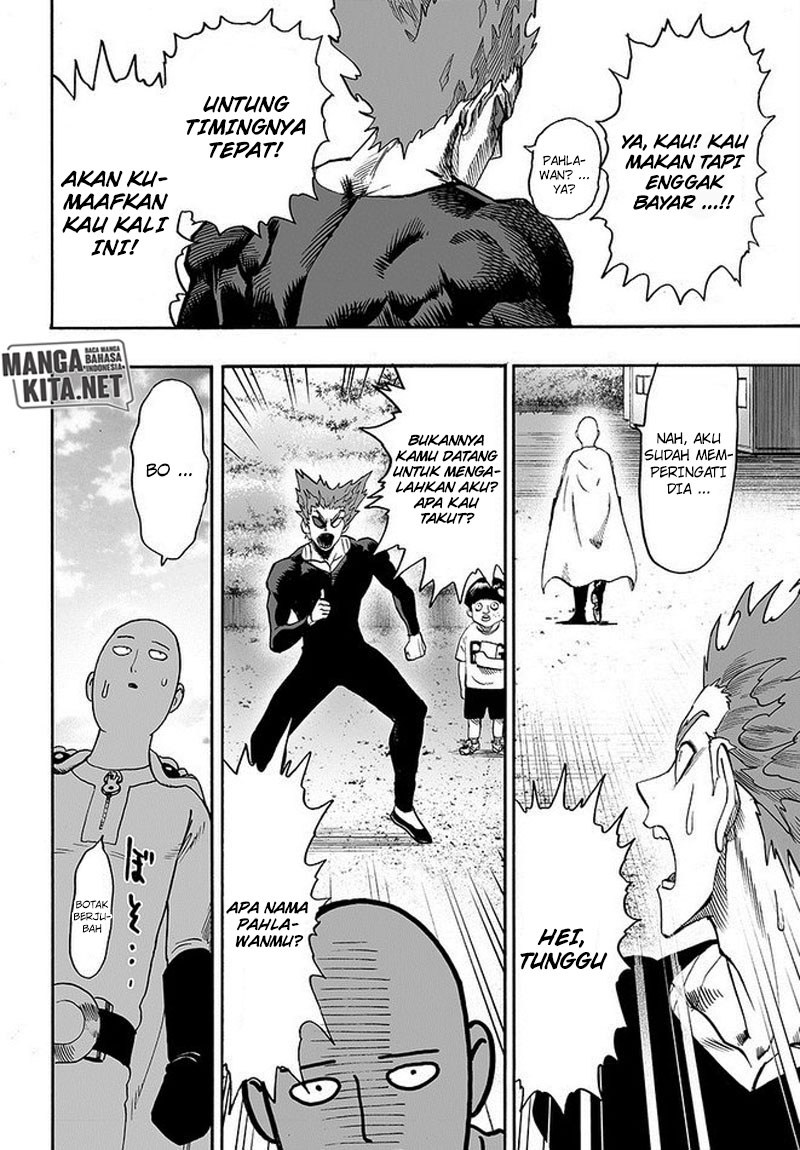 YA, KAU! KAU
MAKAN TAPI
ENGGAK
BAYAR ...!!
PAHLA-
WAN? ...
YA?
UNTUNG
TIMINGNYA
TEPAT!
AKAN KU-
MAAFKAN
KAU KALI
INI!
MANGA
KITA.NET
BACA MANGA
BAHASA
INDONESIA
NAH, AKU
SUDAH MEM-
PERINGATI
DIA ...
HEI,
TUNGGU
BUKANNYA
KAMU DATANG
UNTUK MENGA-
LAHKAN AKU?
APA KAU
TAKUT?
APA NAMA
PAHLA-
WANMU?
BO ...
BOTAK
BERJU-
BAH
ぼそ...